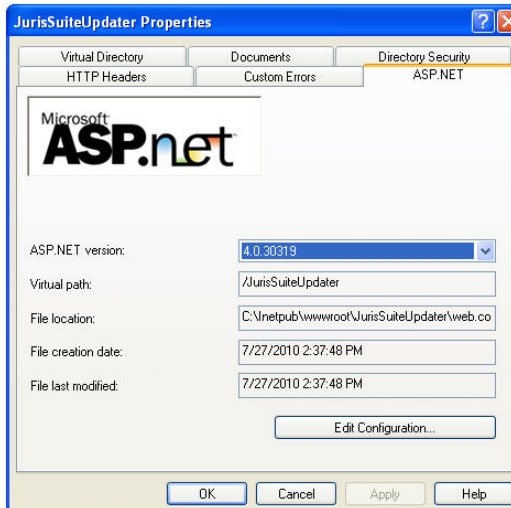 JurisSuiteUpdater Properties
Virtual Directory Documents Directory Security
HTTP Headers Custom Errors ASP.NET
Microsoft
ASP.net
ASP.NET version: 4.0.30319
Virtual path: /JurisSuiteUpdater
File location: C:\Inetpub\wwwroot\JurisSuiteUpdater\web.co
File creation date: 7/27/2010 2:37:48 PM
File last modified: 7/27/2010 2:37:48 PM
Edit Configuration...
OK Cancel Apply Help